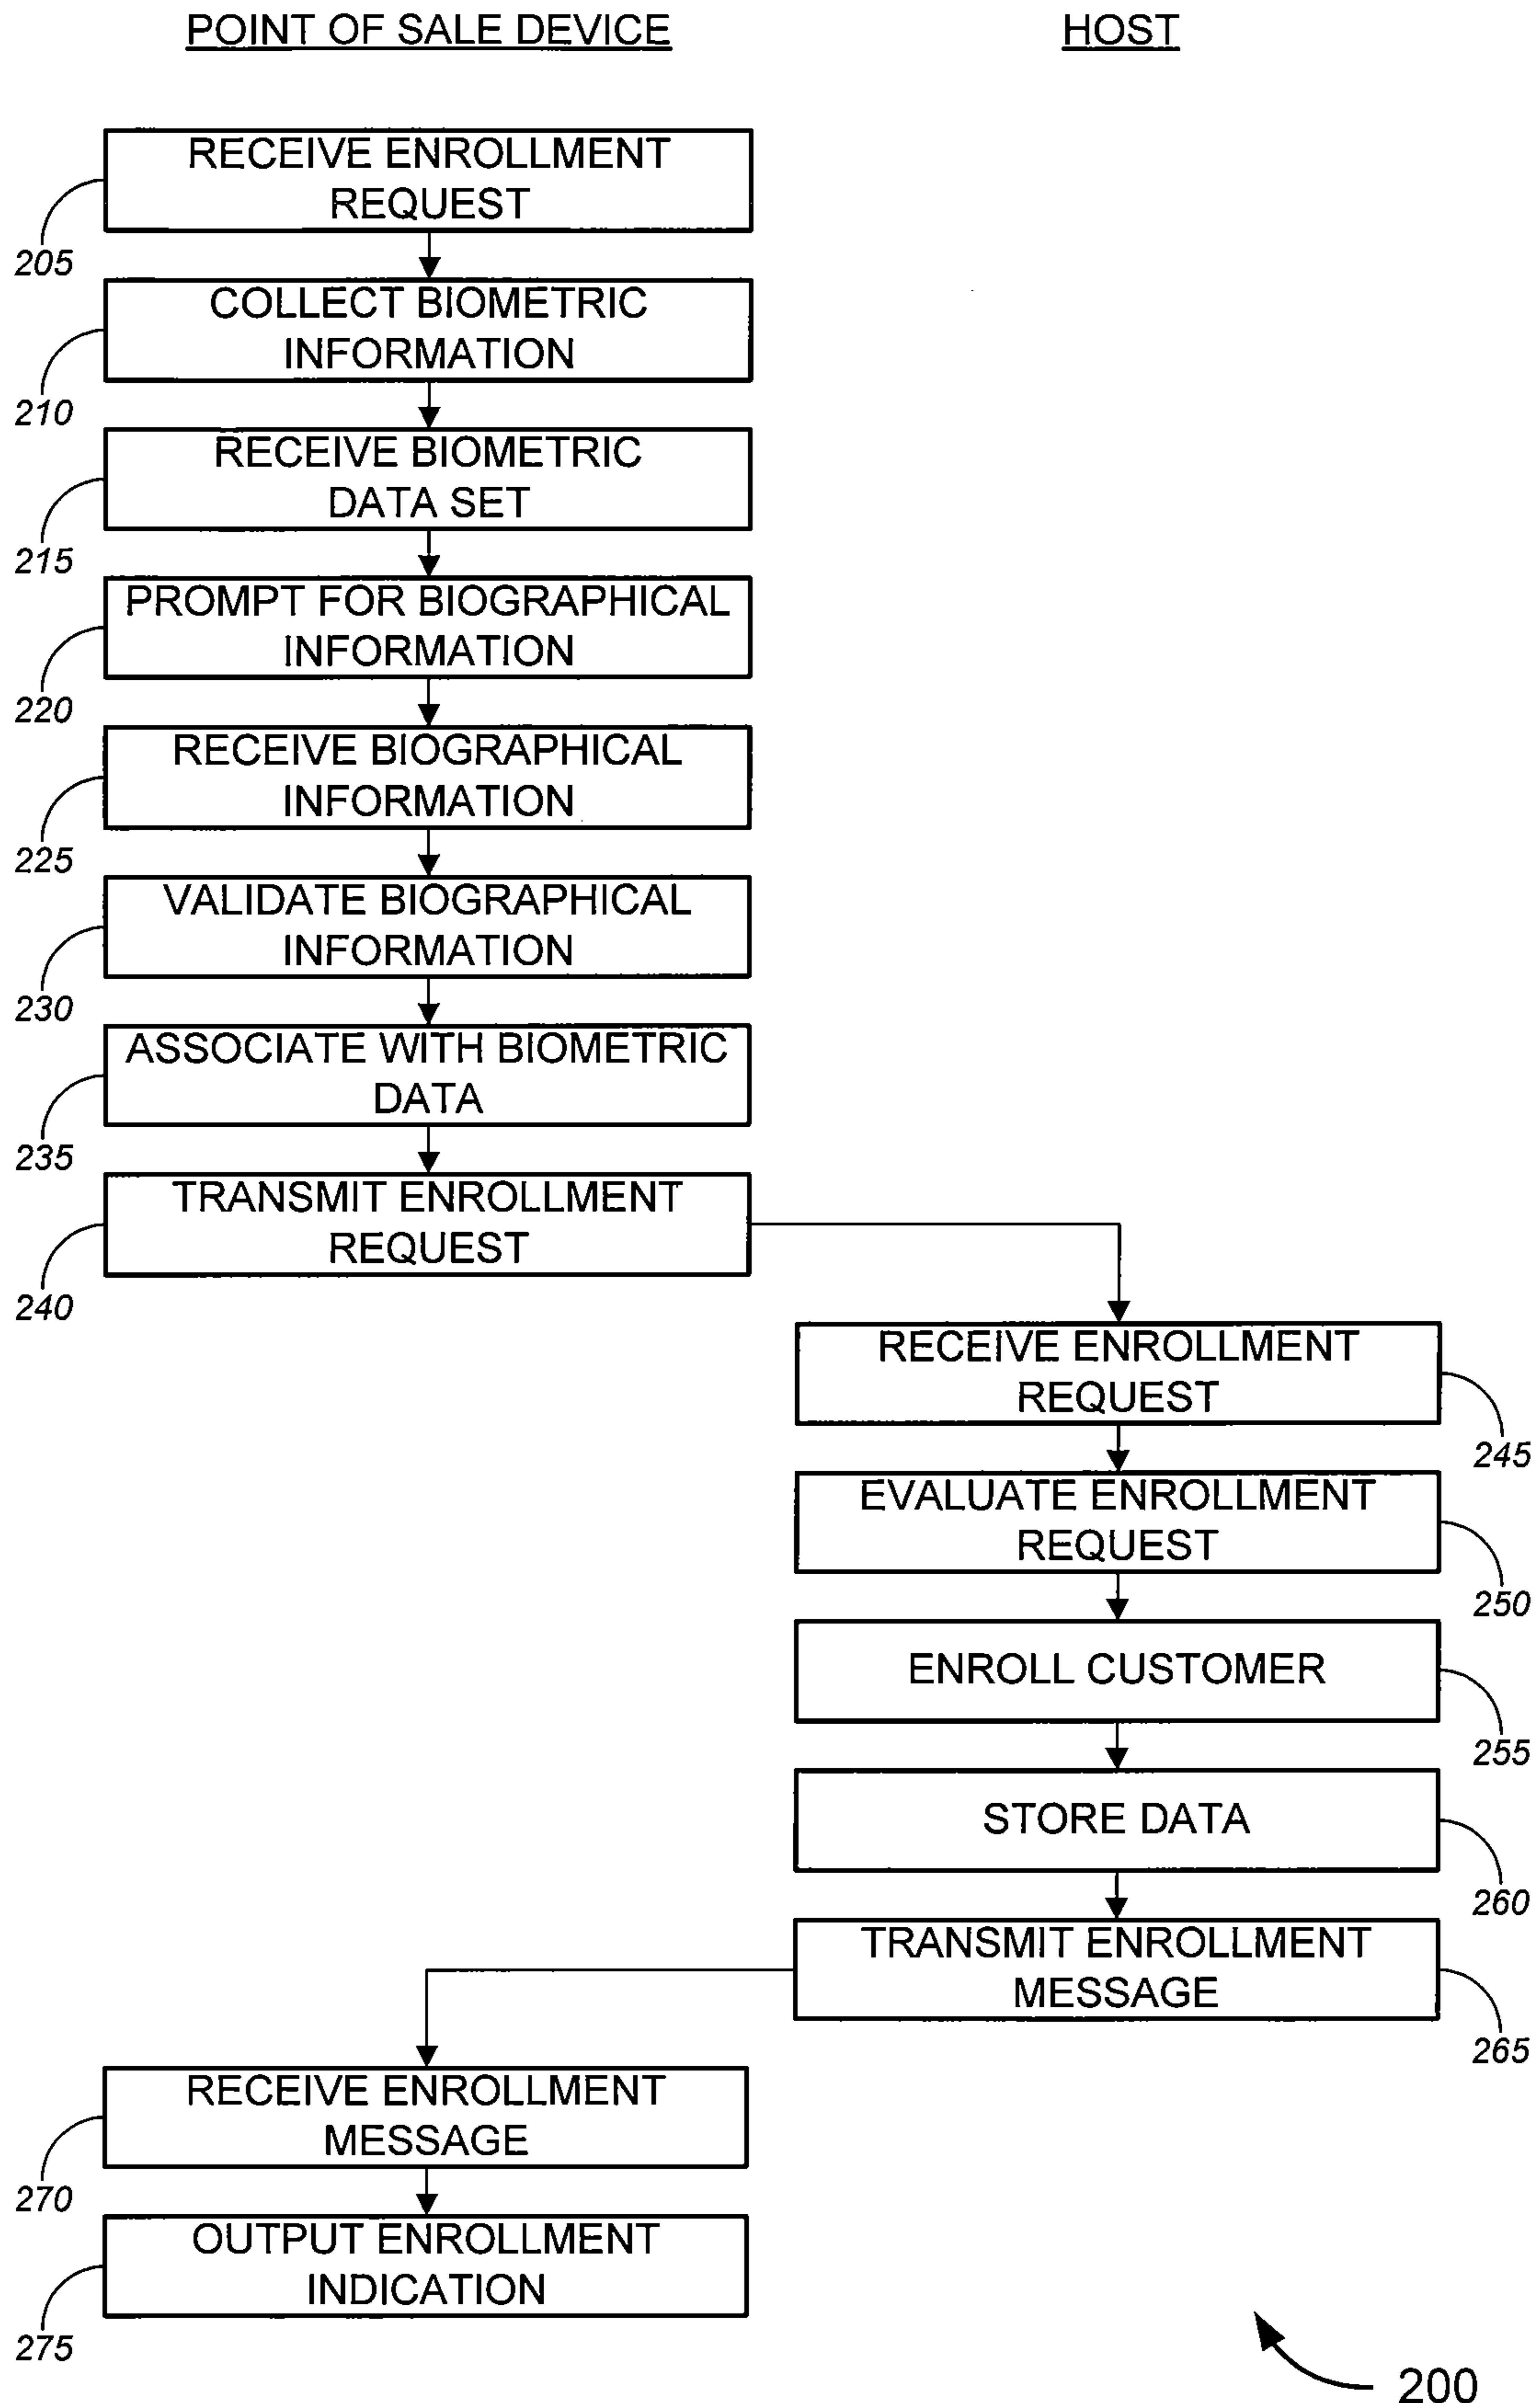 POINT OF SALE DEVICE
HOST
RECEIVE ENROLLMENT
REQUEST
205
COLLECT BIOMETRIC
INFORMATION
210
RECEIVE BIOMETRIC
DATA SET
215
PROMPT FOR BIOGRAPHICAL
INFORMATION
220
RECEIVE BIOGRAPHICAL
INFORMATION
225
VALIDATE BIOGRAPHICAL
INFORMATION
230
ASSOCIATE WITH BIOMETRIC
DATA
235
TRANSMIT ENROLLMENT
REQUEST
240
RECEIVE ENROLLMENT
REQUEST
245
EVALUATE ENROLLMENT
REQUEST
250
ENROLL CUSTOMER
255
STORE DATA
260
TRANSMIT ENROLLMENT
MESSAGE
265
RECEIVE ENROLLMENT
MESSAGE
270
OUTPUT ENROLLMENT
INDICATION
275
200